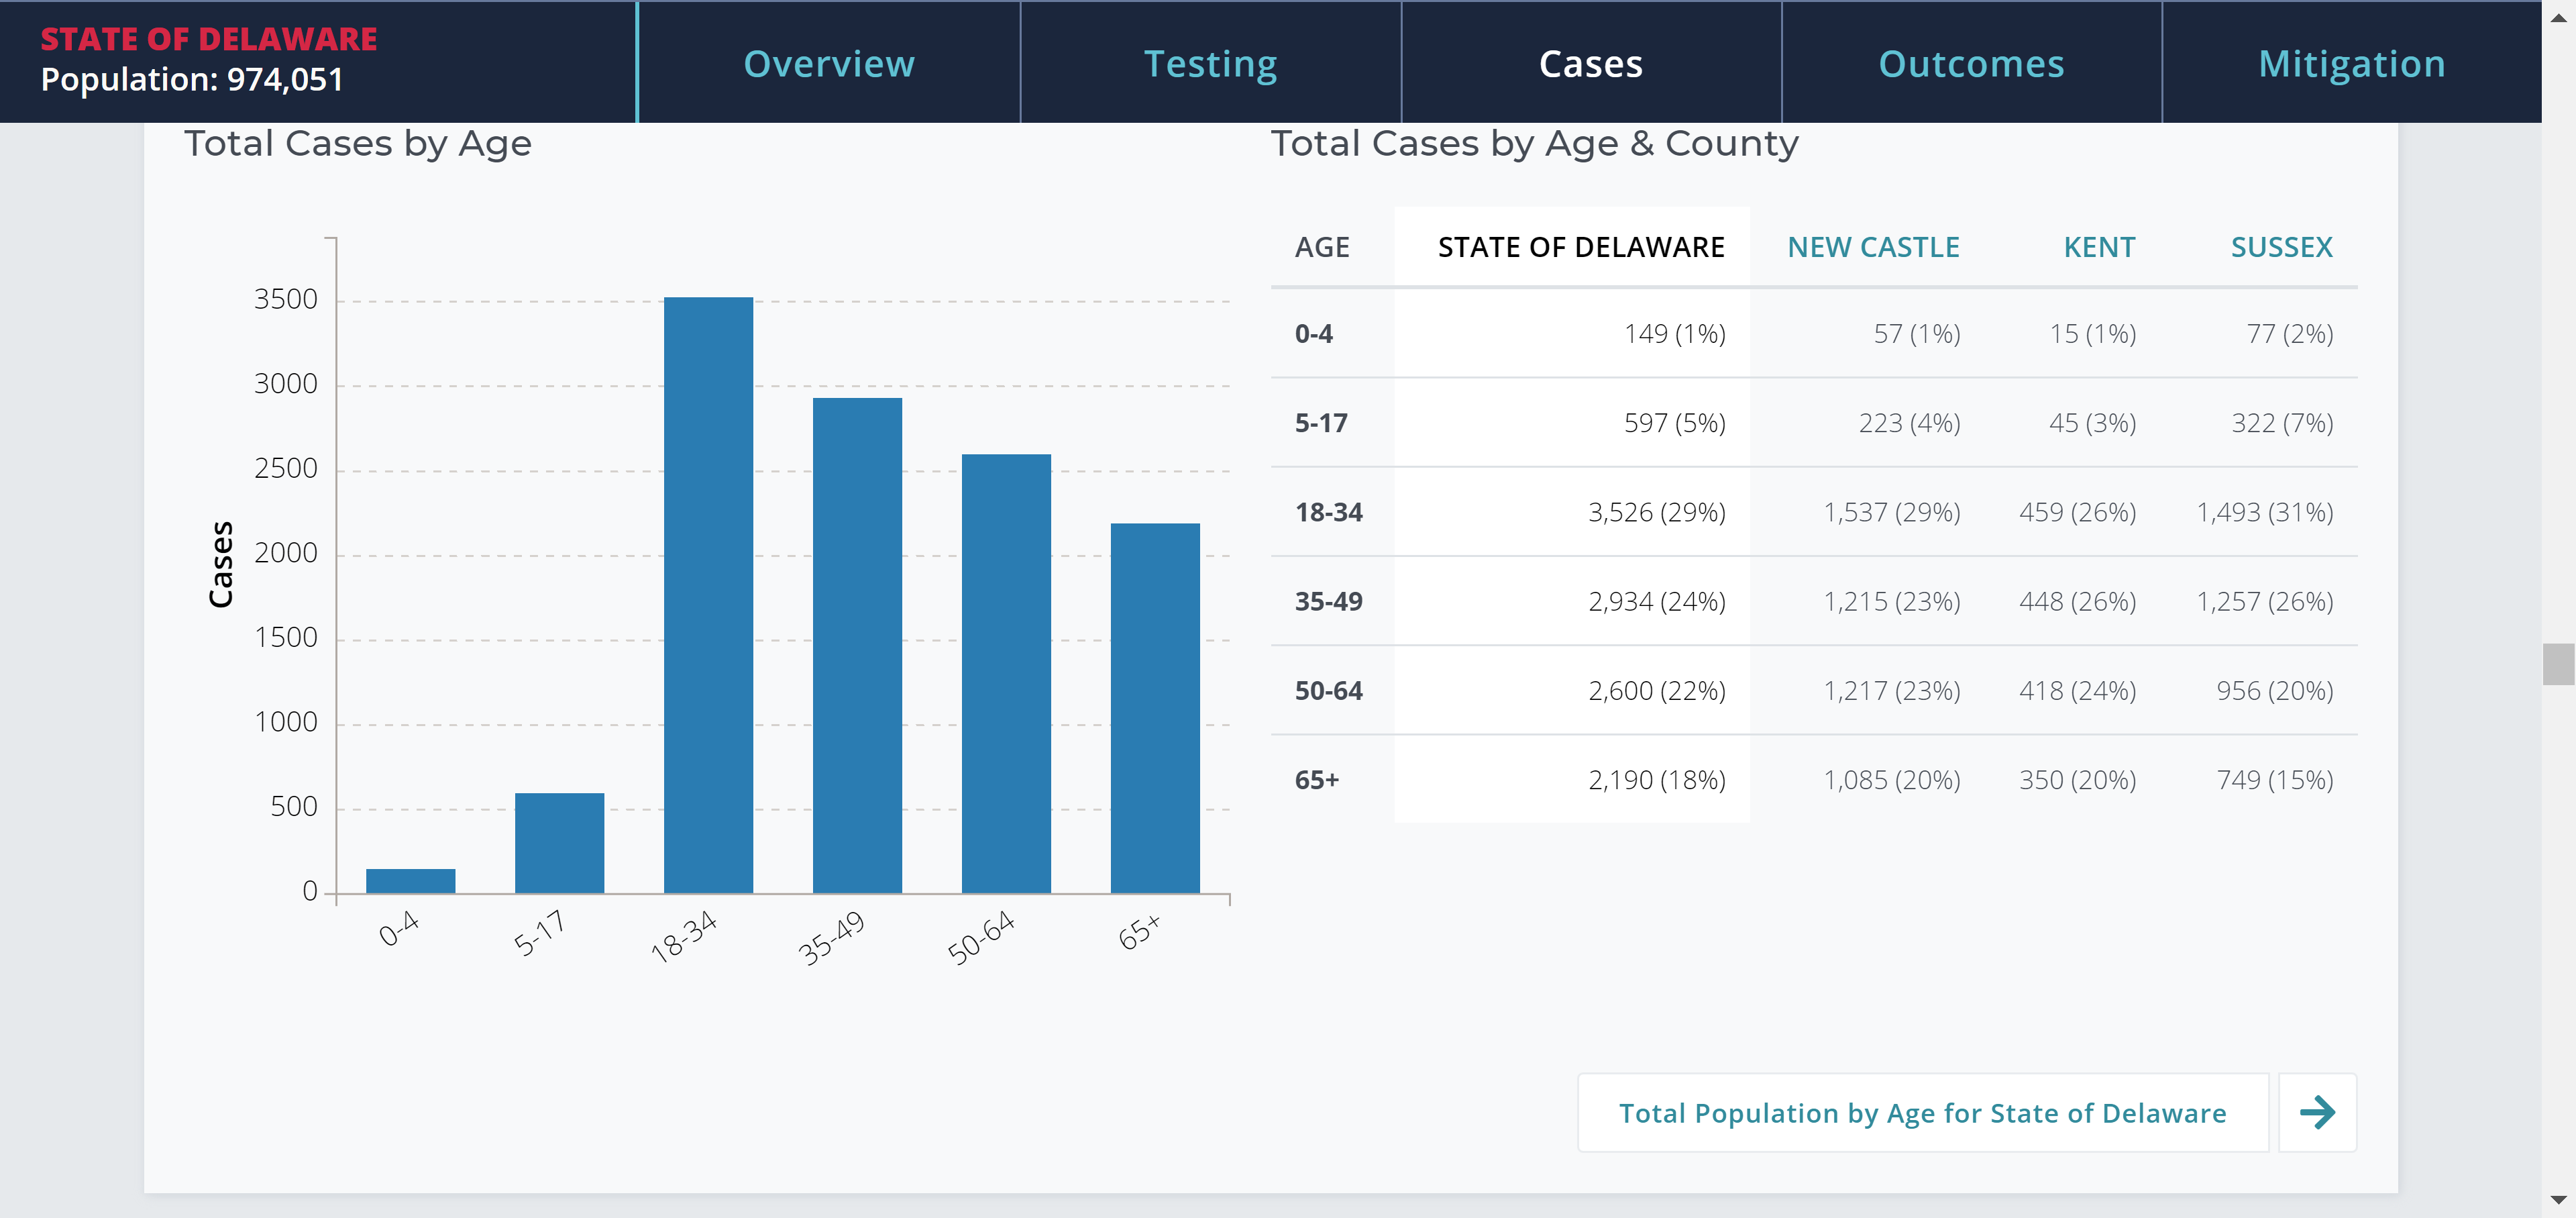 STATE OF DELAWARE
Population: 974,051
Overview
Testing
Cases
Outcomes
Mitigation
Total Cases by Age
3500
3000
2500
2000
1500
1000
500
0
Cases
0-4
5-17
18-34
35-49
50-64
65+
Total Cases by Age & County
AGE STATE OF DELAWARE NEW CASTLE KENT SUSSEX
0-4 149 (1%) 57 (1%) 15 (1%) 77 (2%)
5-17 597 (5%) 223 (4%) 45 (3%) 322 (7%)
18-34 3,526 (29%) 1,537 (29%) 459 (26%) 1,493 (31%)
35-49 2,934 (24%) 1,215 (23%) 448 (26%) 1,257 (26%)
50-64 2,600 (22%) 1,217 (23%) 418 (24%) 956 (20%)
65+ 2,190 (18%) 1,085 (20%) 350 (20%) 749 (15%)
Total Population by Age for State of Delaware